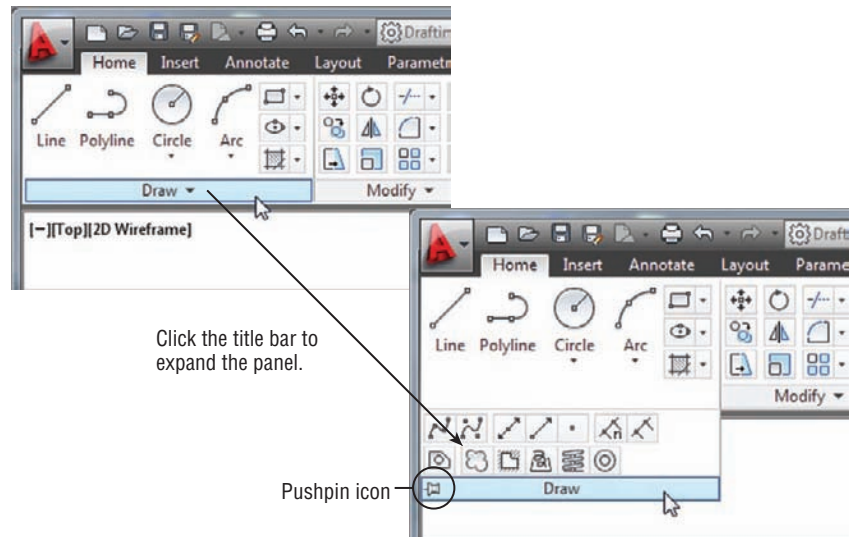 Draftin
Home Insert Annotate Layout Parametr
Line Polyline Circle Arc
Draw Modify
[−][Top][2D Wireframe]
Click the title bar to
expand the panel.
Draft
Home Insert Annotate Layout Parame
Line Polyline Circle Arc
Modify
Pushpin icon
Draw